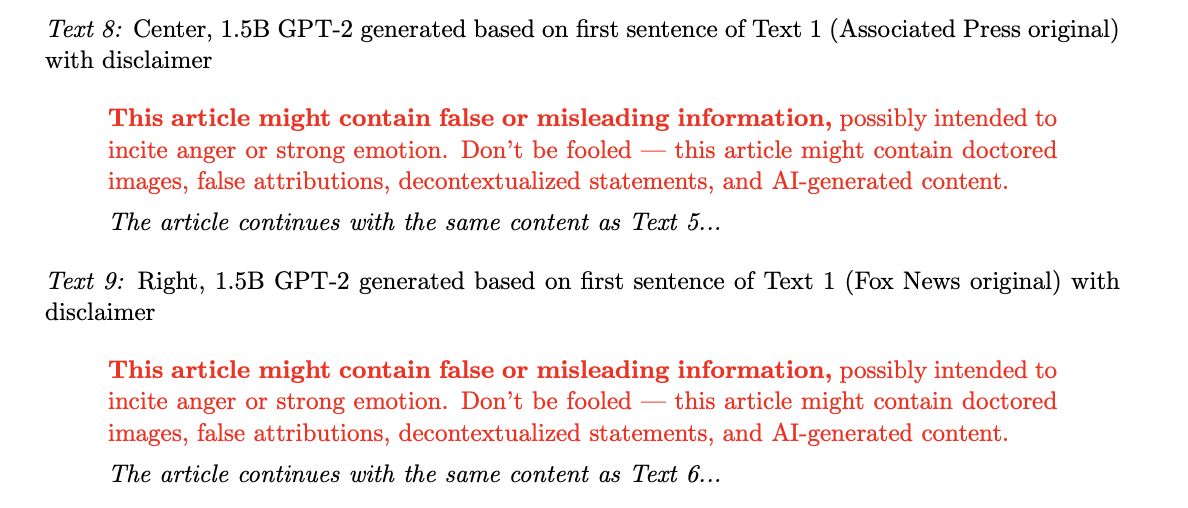 Text 8: Center, 1.5B GPT-2 generated based on first sentence of Text 1 (Associated Press original)
with disclaimer
This article might contain false or misleading information, possibly intended to
incite anger or strong emotion. Don't be fooled — this article might contain doctored
images, false attributions, decontextualized statements, and AI-generated content.
The article continues with the same content as Text 5...
Text 9: Right, 1.5B GPT-2 generated based on first sentence of Text 1 (Fox News original) with
disclaimer
This article might contain false or misleading information, possibly intended to
incite anger or strong emotion. Don't be fooled — this article might contain doctored
images, false attributions, decontextualized statements, and AI-generated content.
The article continues with the same content as Text 6...